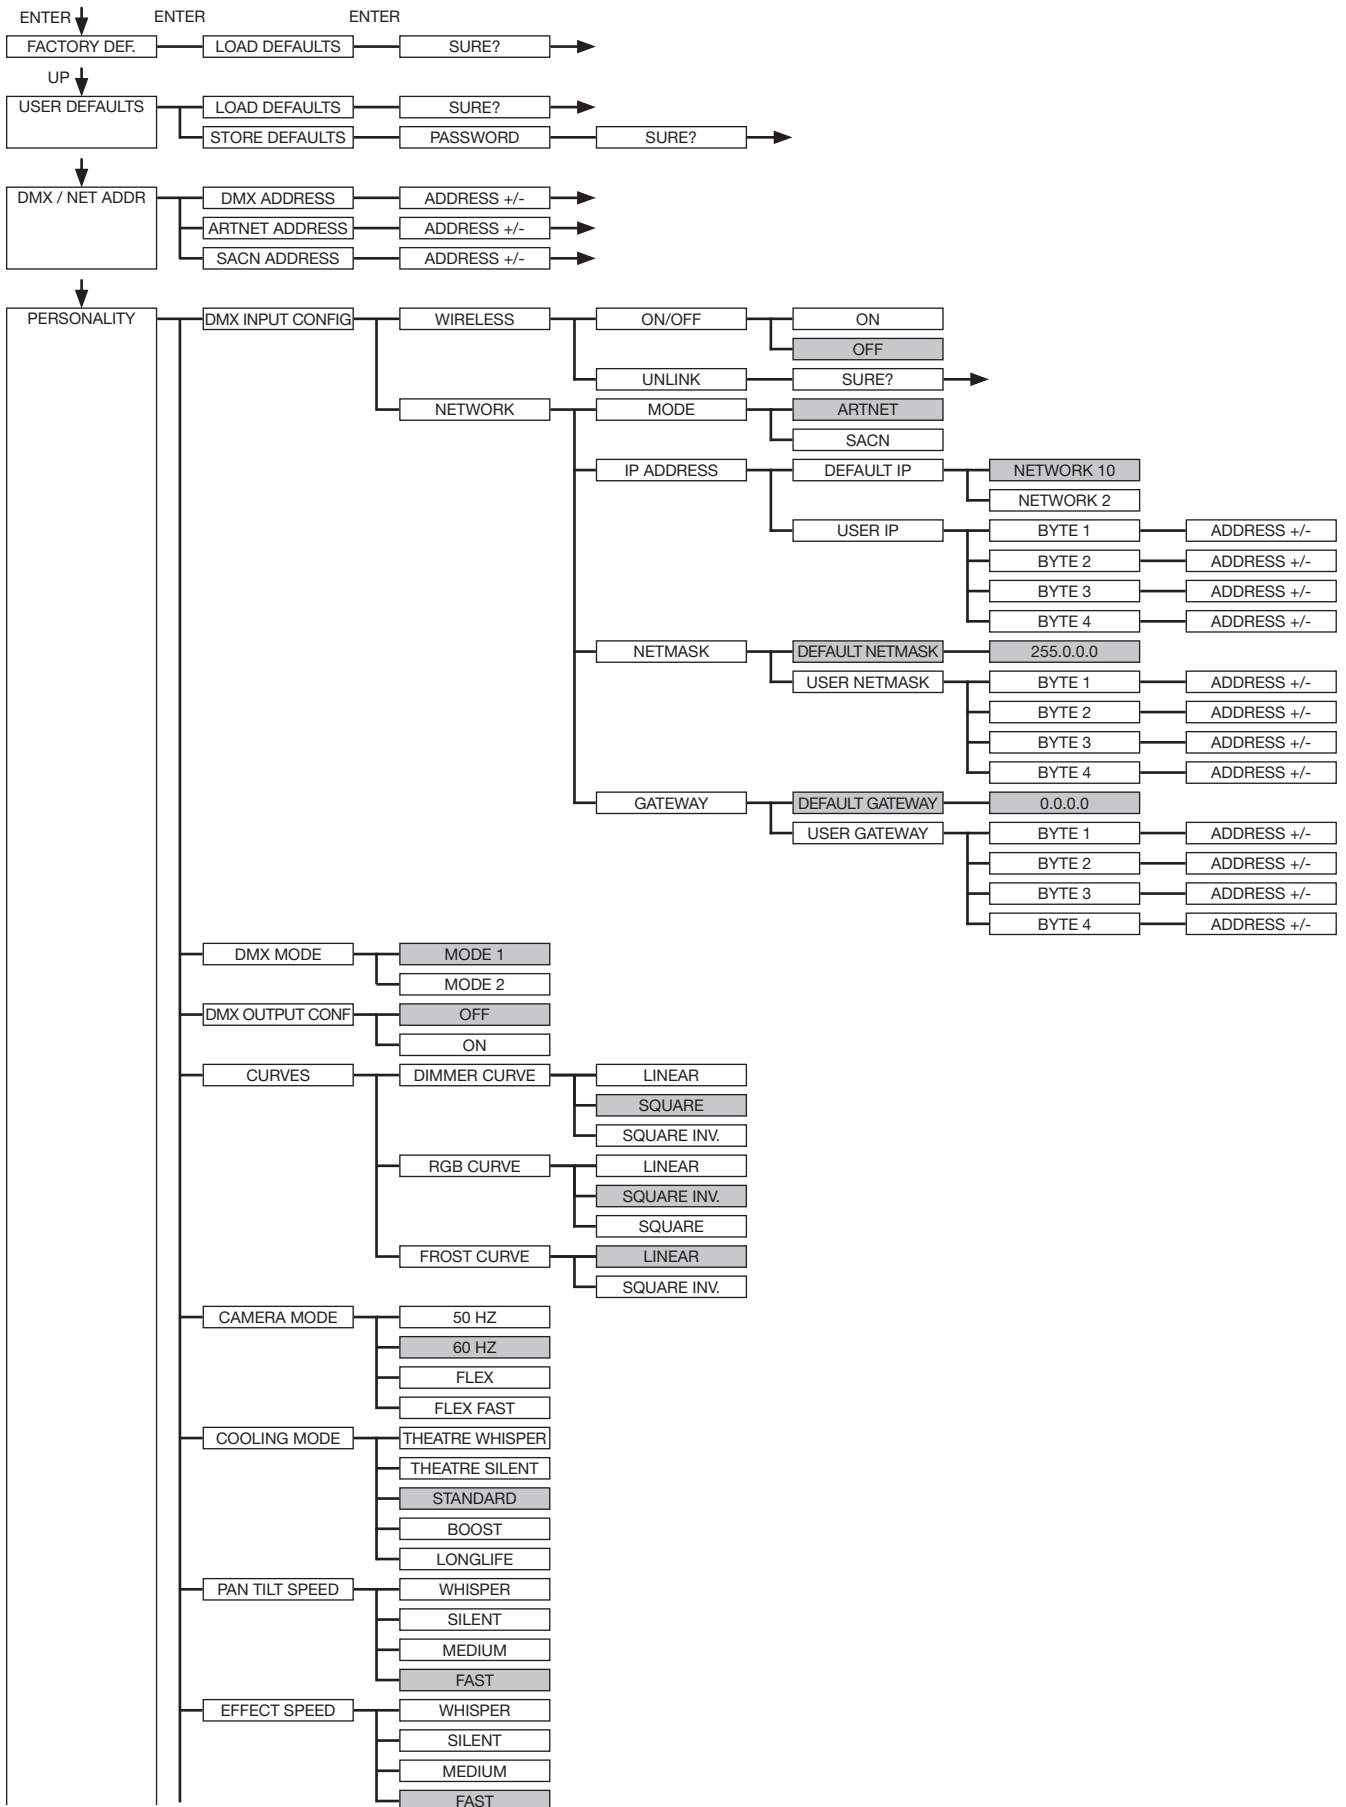 ENTER ENTER ENTER
FACTORY DEF. LOAD DEFAULTS SURE?
UP
USER DEFAULTS LOAD DEFAULTS SURE?
STORE DEFAULTS PASSWORD SURE?
DMX / NET ADDR DMX ADDRESS ADDRESS +/-
ARTNET ADDRESS ADDRESS +/-
SACN ADDRESS ADDRESS +/-
PERSONALITY DMX INPUT CONFIG WIRELESS ON/OFF ON
OFF
UNLINK SURE?
NETWORK MODE ARTNET
SACN
IP ADDRESS DEFAULT IP NETWORK 10
NETWORK 2
USER IP BYTE 1 ADDRESS +/-
BYTE 2 ADDRESS +/-
BYTE 3 ADDRESS +/-
BYTE 4 ADDRESS +/-
NETMASK DEFAULT NETMASK 255.0.0.0
USER NETMASK BYTE 1 ADDRESS +/-
BYTE 2 ADDRESS +/-
BYTE 3 ADDRESS +/-
BYTE 4 ADDRESS +/-
GATEWAY DEFAULT GATEWAY 0.0.0.0
USER GATEWAY BYTE 1 ADDRESS +/-
BYTE 2 ADDRESS +/-
BYTE 3 ADDRESS +/-
BYTE 4 ADDRESS +/-
DMX MODE MODE 1
MODE 2
DMX OUTPUT CONF OFF
ON
CURVES DIMMER CURVE LINEAR
SQUARE
SQUARE INV.
RGB CURVE LINEAR
SQUARE INV.
SQUARE
FROST CURVE LINEAR
SQUARE INV.
CAMERA MODE 50 HZ
60 HZ
FLEX
FLEX FAST
COOLING MODE THEATRE WHISPER
THEATRE SILENT
STANDARD
BOOST
LONGLIFE
PAN TILT SPEED WHISPER
SILENT
MEDIUM
FAST
EFFECT SPEED WHISPER
SILENT
MEDIUM
FAST